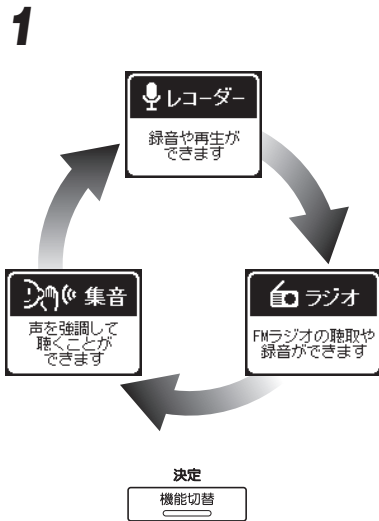 1
レコーダー
録音や再生が
できます
集音
声を強調して
聴くことが
できます
ラジオ
FMラジオの聴取や
録音ができます
決定
機能切替